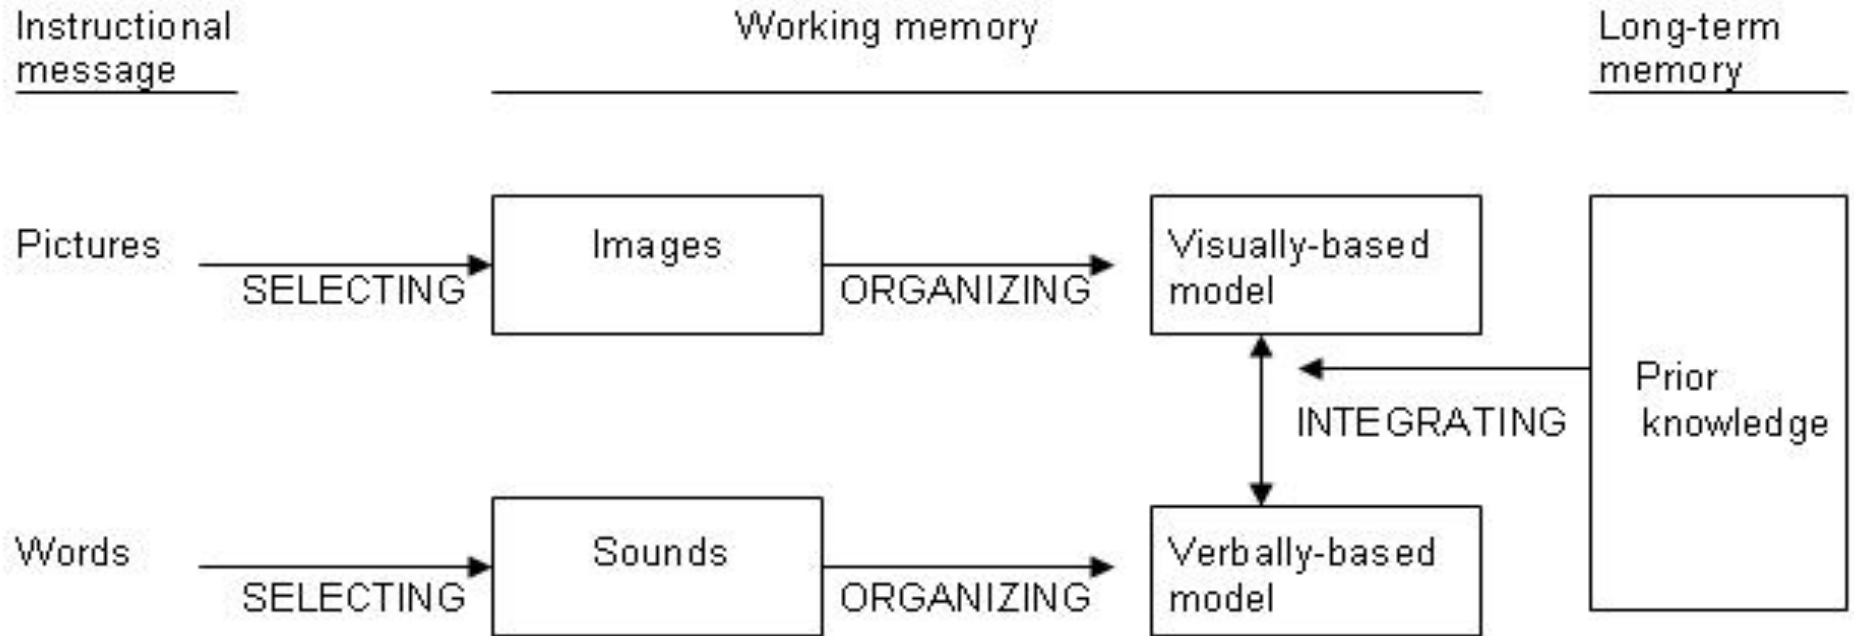 Instructional
message
Working memory
Long-term
memory
Pictures
SELECTING
Images
ORGANIZING
Visually-based
model
INTEGRATING
Prior
knowledge
Words
SELECTING
Sounds
ORGANIZING
Verbally-based
model